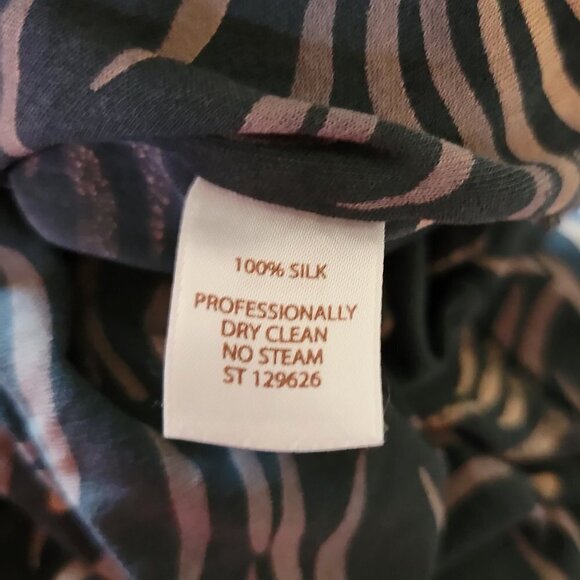 100% SILK
PROFESSIONALLY
DRY CLEAN
NO STEAM
ST 129626